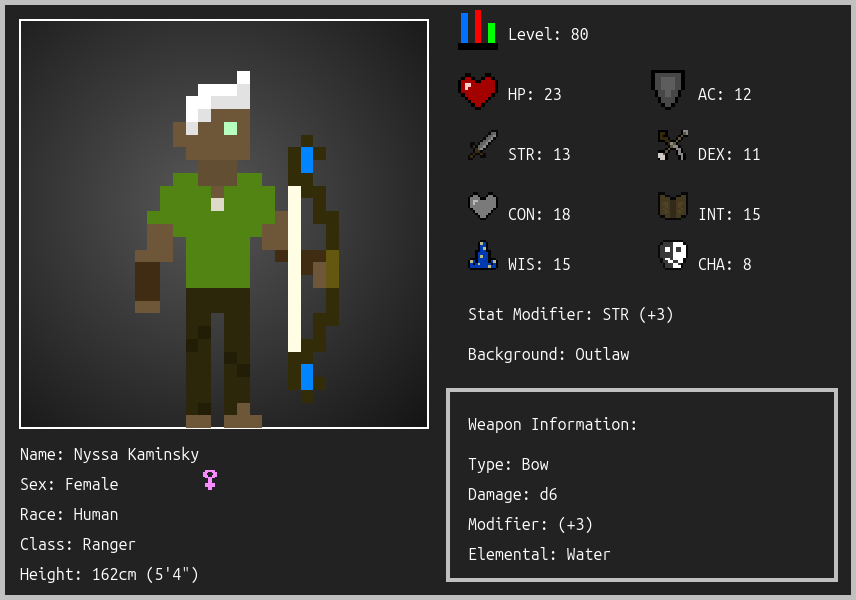 Level: 80
HP: 23
AC: 12
STR: 13
DEX: 11
CON: 18
INT: 15
WIS: 15
CHA: 8
Stat Modifier: STR (+3)
Background: Outlaw
Weapon Information:
Type: Bow
Damage: d6
Modifier: (+3)
Elemental: Water
Name: Nyssa Kaminsky
Sex: Female
Race: Human
Class: Ranger
Height: 162cm (5'4")